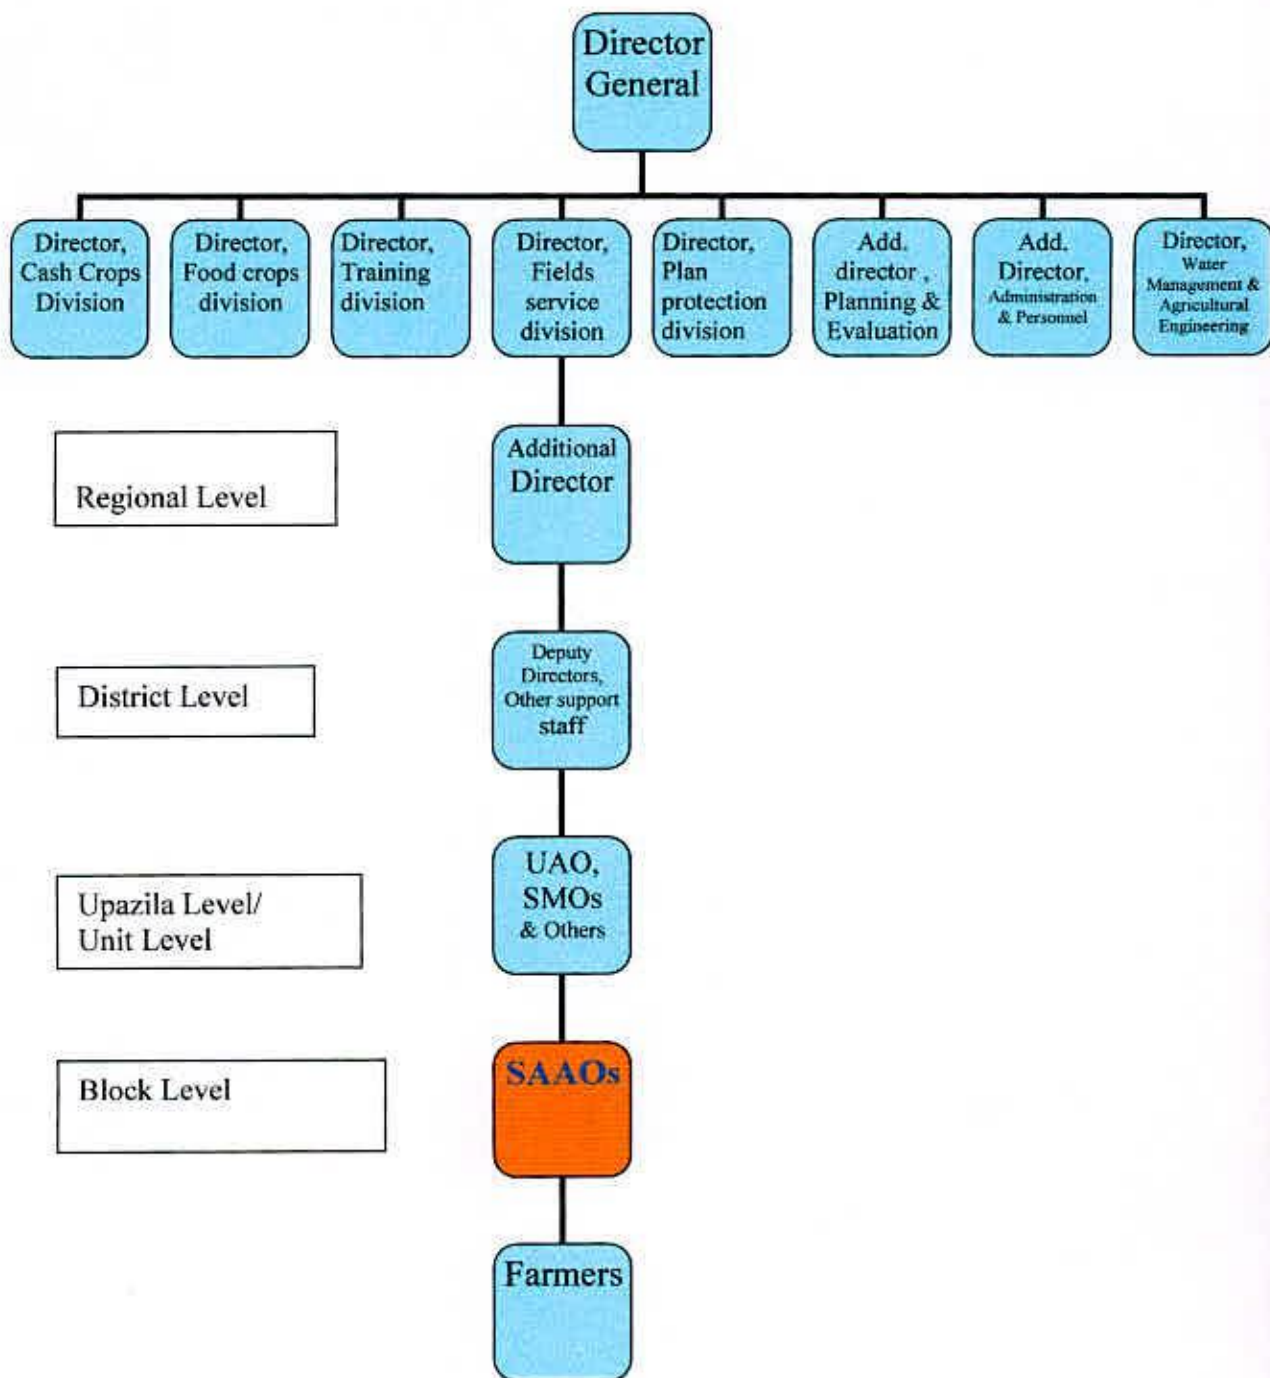 Director
General
Director,
Cash Crops
Division
Director,
Food crops
division
Director,
Training
division
Director,
Fields
service
division
Director,
Plan
protection
division
Add.
director ,
Planning &
Evaluation
Add.
Director,
Administration
& Personnel
Director,
Water
Management &
Agricultural
Engineering
Regional Level
Additional
Director
District Level
Deputy
Directors,
Other support
staff
Upazila Level/
Unit Level
UAO,
SMOs
& Others
Block Level
SAAOs
Farmers